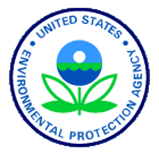 UNITED STATES
ENVIRONMENTAL PROTECTION AGENCY